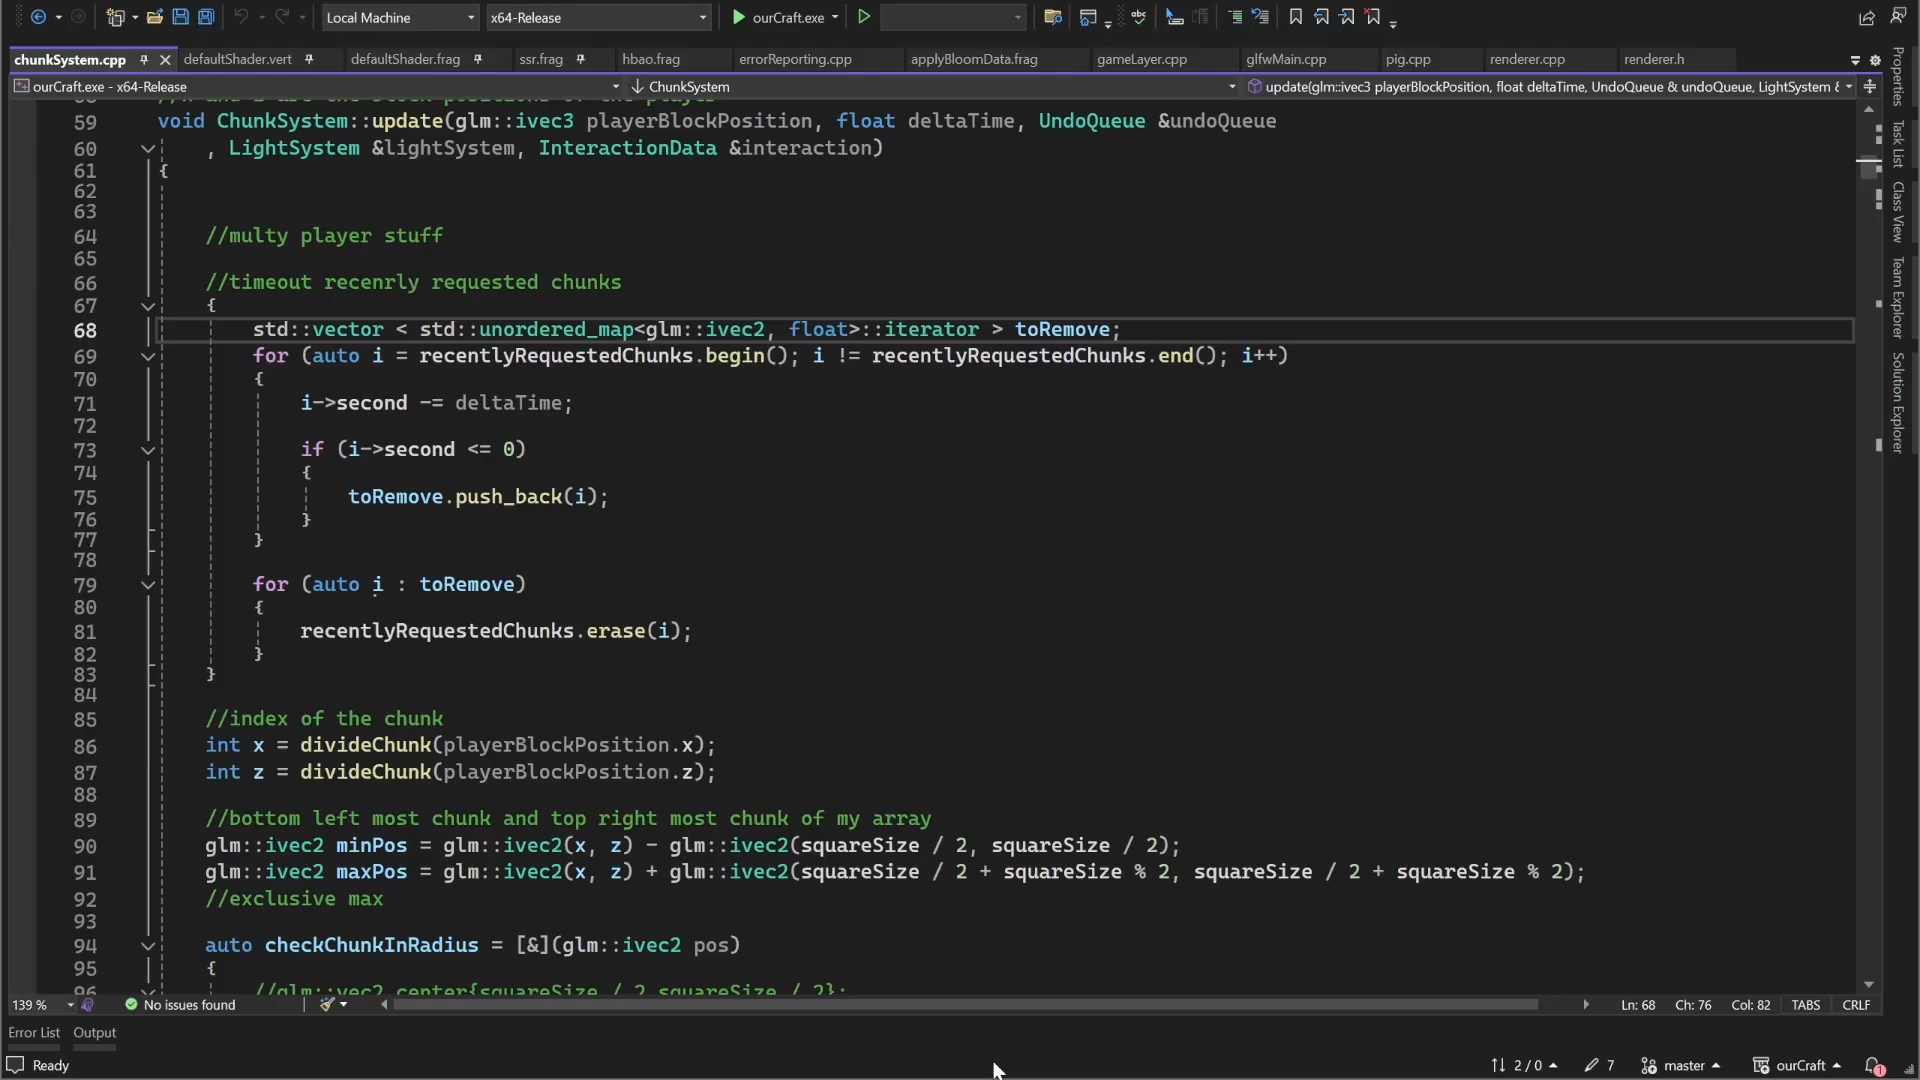 Local Machine x64-Release ourCraft.exe
chunkSystem.cpp defaultShader.vert defaultShader.frag ssr.frag hbao.frag errorReporting.cpp applyBloomData.frag gameLayer.cpp glfwMain.cpp pig.cpp renderer.cpp renderer.h
ourCraft.exe - x64-Release ChunkSystem update(glm::ivec3 playerBlockPosition, float deltaTime, UndoQueue & undoQueue, LightSystem &
59 void ChunkSystem::update(glm::ivec3 playerBlockPosition, float deltaTime, UndoQueue &undoQueue
60 , LightSystem &lightSystem, InteractionData &interaction)
61 {
62
63
64 //multy player stuff
65
66 //timeout recenrly requested chunks
67 {
68 std::vector < std::unordered_map<glm::ivec2, float>::iterator > toRemove;
69 for (auto i = recentlyRequestedChunks.begin(); i != recentlyRequestedChunks.end(); i++)
70 {
71 i->second -= deltaTime;
72
73 if (i->second <= 0)
74 {
75 toRemove.push_back(i);
76 }
77 }
78
79 for (auto i : toRemove)
80 {
81 recentlyRequestedChunks.erase(i);
82 }
83 }
84
85 //index of the chunk
86 int x = divideChunk(playerBlockPosition.x);
87 int z = divideChunk(playerBlockPosition.z);
88
89 //bottom left most chunk and top right most chunk of my array
90 glm::ivec2 minPos = glm::ivec2(x, z) - glm::ivec2(squareSize / 2, squareSize / 2);
91 glm::ivec2 maxPos = glm::ivec2(x, z) + glm::ivec2(squareSize / 2 + squareSize % 2, squareSize / 2 + squareSize % 2);
92 //exclusive max
93
94 auto checkChunkInRadius = [&](glm::ivec2 pos)
95 {
96 //glm::vec2 center{squareSize / 2, squareSize / 2};
139 % No issues found Ln: 68 Ch: 76 Col: 82 TABS CRLF
Error List Output
Ready 2 / 0 7 master ourCraft 1
Properties
Task List
Class View
Team Explorer
Solution Explorer